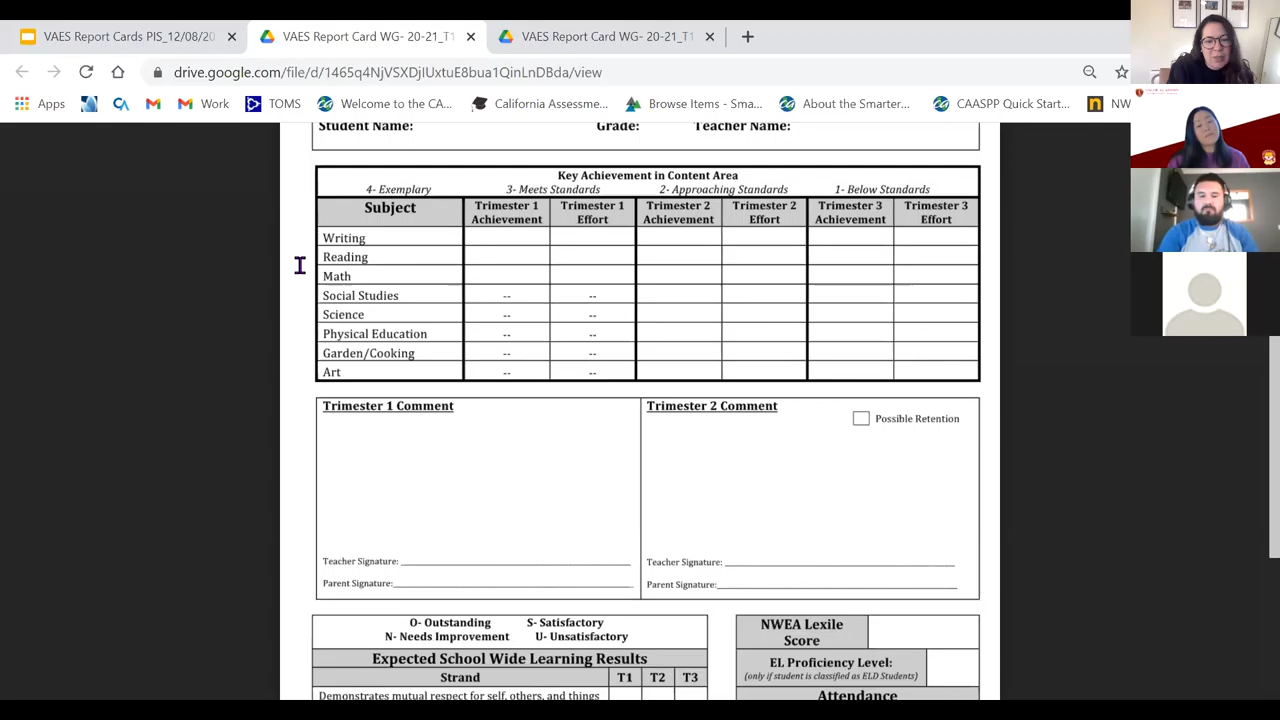 VAES Report Cards PIS_12/08/20
VAES Report Card WG- 20-21_T1
VAES Report Card WG- 20-21_T1
drive.google.com/file/d/1465q4NjVSXDjIUxtuE8bua1QinLnDBda/view
Apps
Work
TOMS
Welcome to the CA...
California Assessme...
Browse Items - Sma...
About the Smarter...
CAASPP Quick Start...
NW
Student Name: Grade: Teacher Name:
Key Achievement in Content Area
4- Exemplary 3- Meets Standards 2- Approaching Standards 1- Below Standards
Subject Trimester 1 Achievement Trimester 1 Effort Trimester 2 Achievement Trimester 2 Effort Trimester 3 Achievement Trimester 3 Effort
Writing
Reading
Math
Social Studies -- --
Science -- --
Physical Education -- --
Garden/Cooking -- --
Art -- --
Trimester 1 Comment
Trimester 2 Comment
Possible Retention
Teacher Signature:
Parent Signature:
Teacher Signature:
Parent Signature:
O- Outstanding S- Satisfactory
N- Needs Improvement U- Unsatisfactory
Expected School Wide Learning Results
Strand T1 T2 T3
Demonstrates mutual respect for self, others, and things
NWEA Lexile
Score
EL Proficiency Level:
(only if student is classified as ELD Students)
Attendance